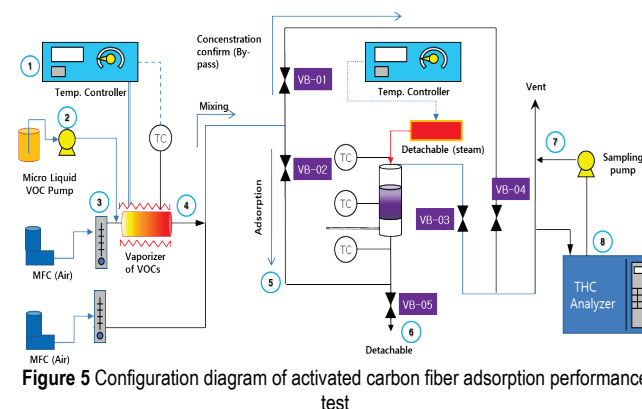 Concenstration
confirm (By-
pass)
1
Temp. Controller
VB-01
Temp. Controller
Vent
2
Mixing
TC
7
Micro Liquid
VOC Pump
Detachable (steam)
Sampling
pump
TC
VB-02
VB-04
3
4
Adsorption
TC
VB-03
MFC (Air)
Vaporizer
of VOCs
TC
8
5
THC
Analyzer
VB-05
6
MFC (Air)
Detachable
Figure 5 Configuration diagram of activated carbon fiber adsorption performance
test